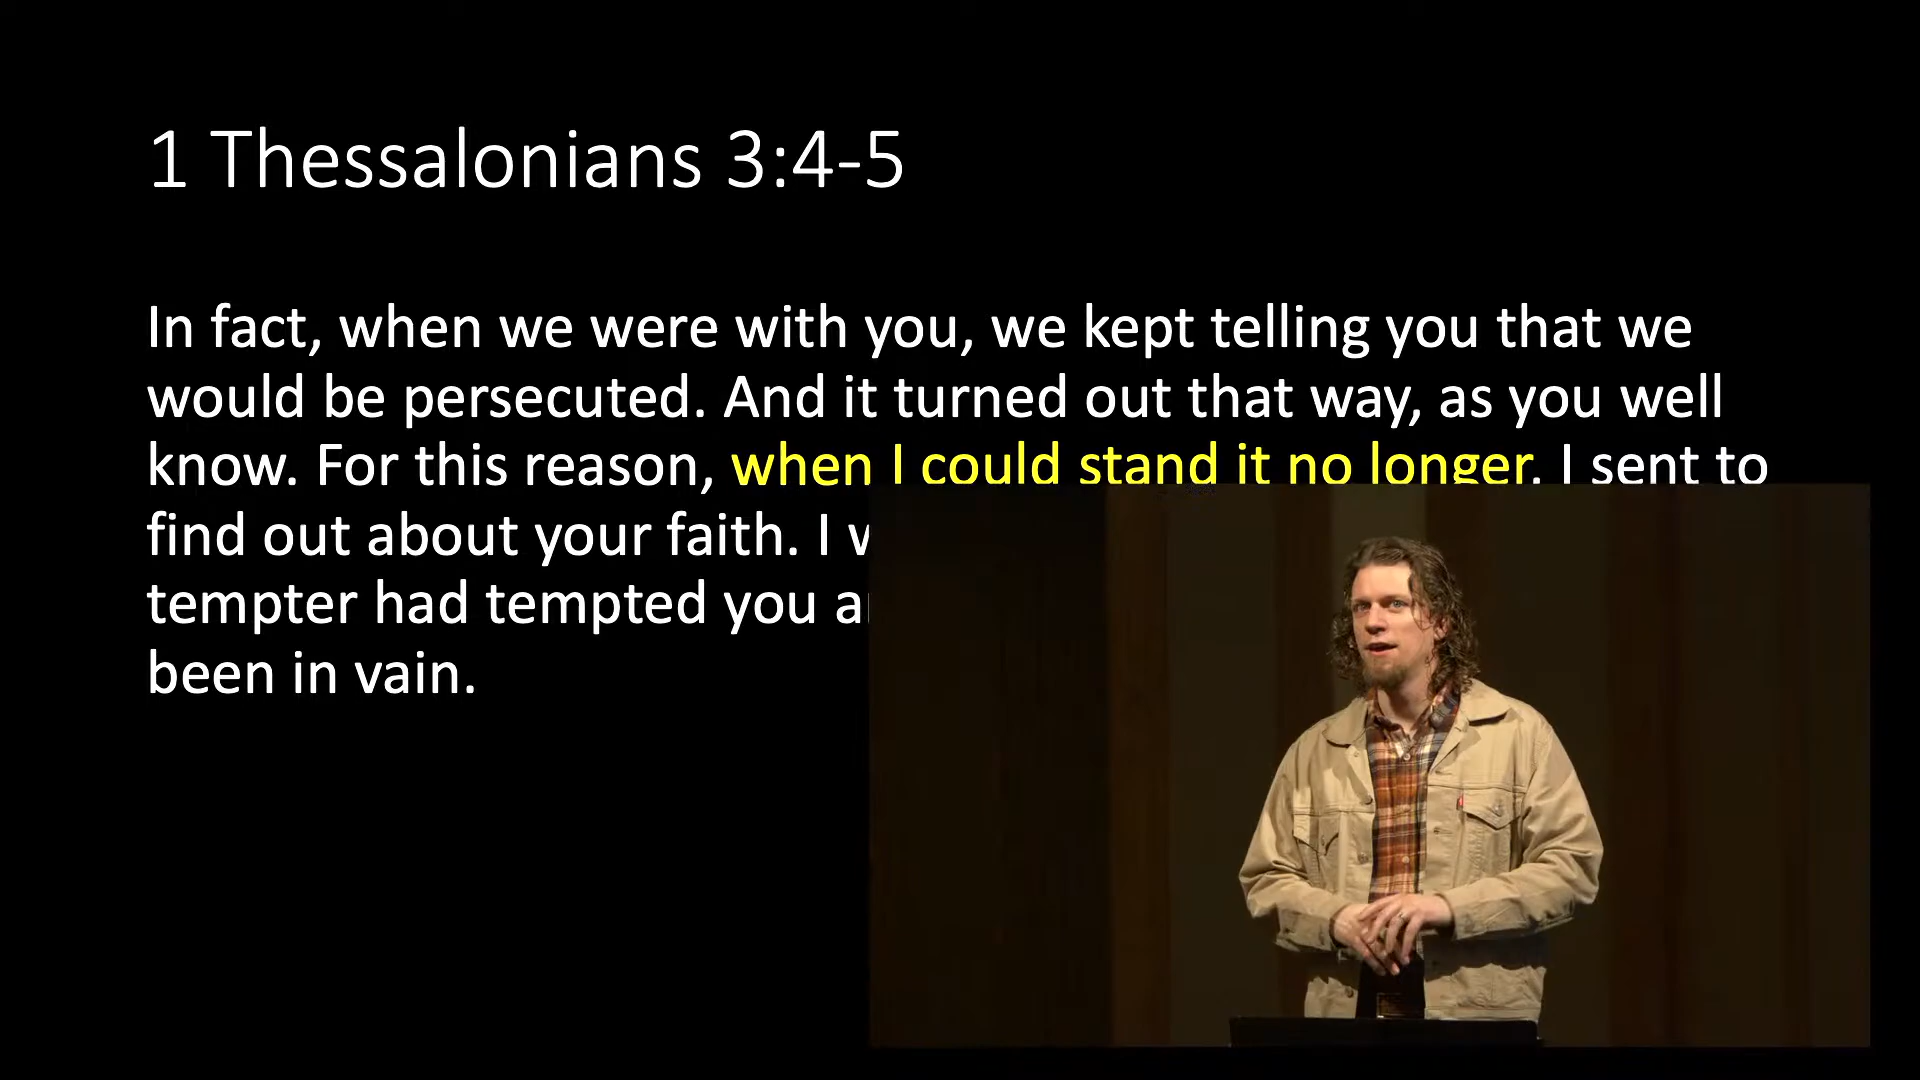 1 Thessalonians 3:4-5
In fact, when we were with you, we kept telling you that we
would be persecuted. And it turned out that way, as you well
know. For this reason, when I could stand it no longer. I sent to
find out about your faith. I
tempter had tempted you
been in vain.